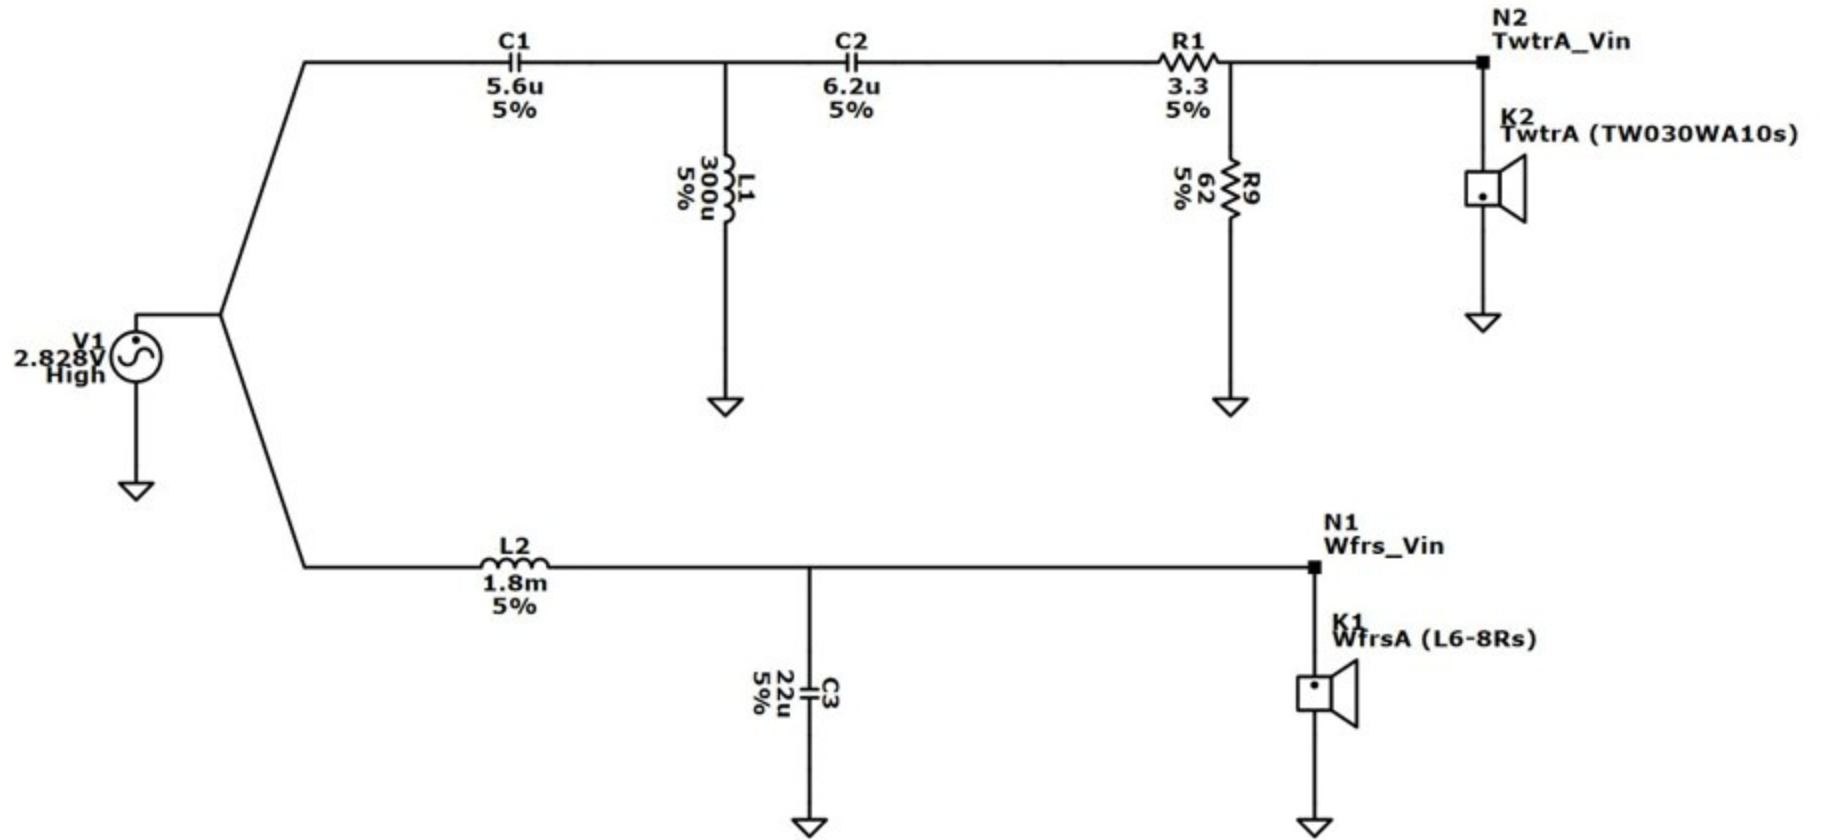 N2
TwtrA_Vin
C1
5.6u
5%
C2
6.2u
5%
R1
3.3
5%
K2
TwtrA (TW030WA10s)
L1
300u
5%
R9
62
5%
V1
2.828V
High
N1
Wfrs_Vin
L2
1.8m
5%
K1
WfrsA (L6-8Rs)
C3
22u
5%